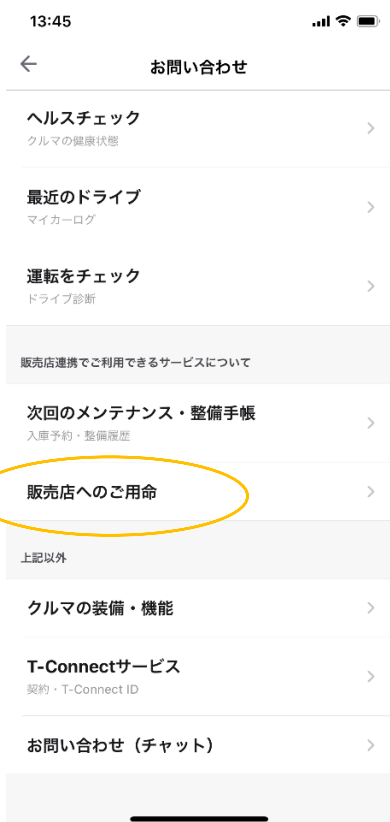 13:45
お問い合わせ
ヘルスチェック
クルマの健康状態
最近のドライブ
マイカーログ
運転をチェック
ドライブ診断
販売店連携でご利用できるサービスについて
次回のメンテナンス・整備手帳
入庫予約・整備履歴
販売店へのご用命
上記以外
クルマの装備・機能
T-Connectサービス
契約・T-Connect ID
お問い合わせ（チャット）